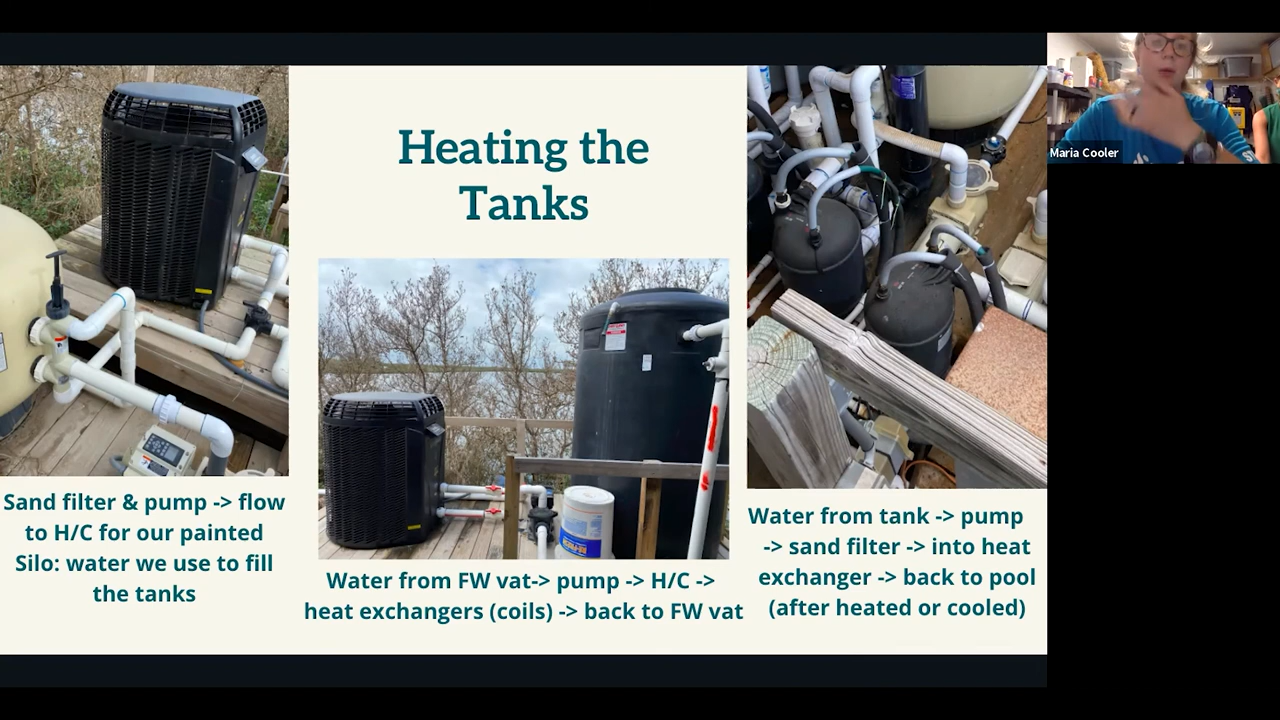 Heating the
Tanks
Sand filter & pump -> flow
to H/C for our painted
Silo: water we use to fill
the tanks
Water from FW vat-> pump -> H/C ->
heat exchangers (coils) -> back to FW vat
Water from tank -> pump
-> sand filter -> into heat
exchanger -> back to pool
(after heated or cooled)
Maria Cooler